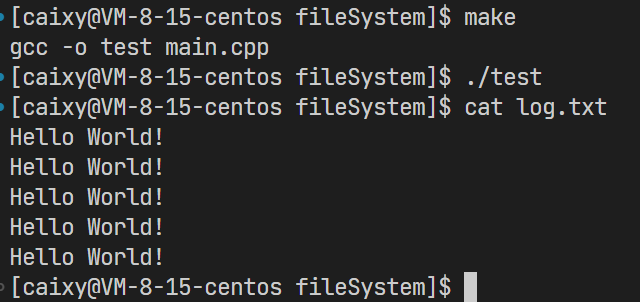 [caixy@VM-8-15-centos fileSystem]$ make
gcc -o test main.cpp
[caixy@VM-8-15-centos fileSystem]$ ./test
[caixy@VM-8-15-centos fileSystem]$ cat log.txt
Hello World!
Hello World!
Hello World!
Hello World!
Hello World!
[caixy@VM-8-15-centos fileSystem]$